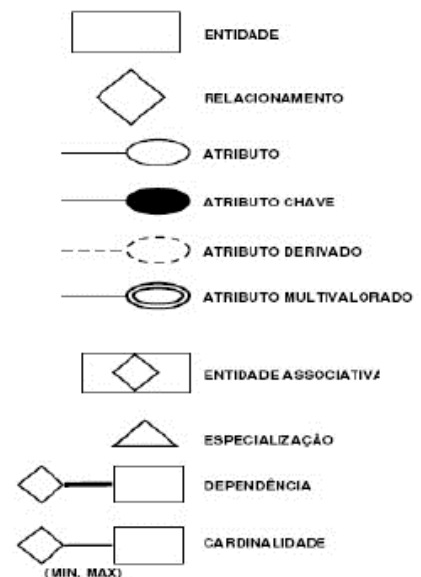 ENTIDADE
RELACIONAMENTO
ATRIBUTO
ATRIBUTO CHAVE
ATRIBUTO DERIVADO
ATRIBUTO MULTIVALORADO
ENTIDADE ASSOCIATIVA
ESPECIALIZAÇÃO
DEPENDÊNCIA
CARDINALIDADE
(MIN, MAX)